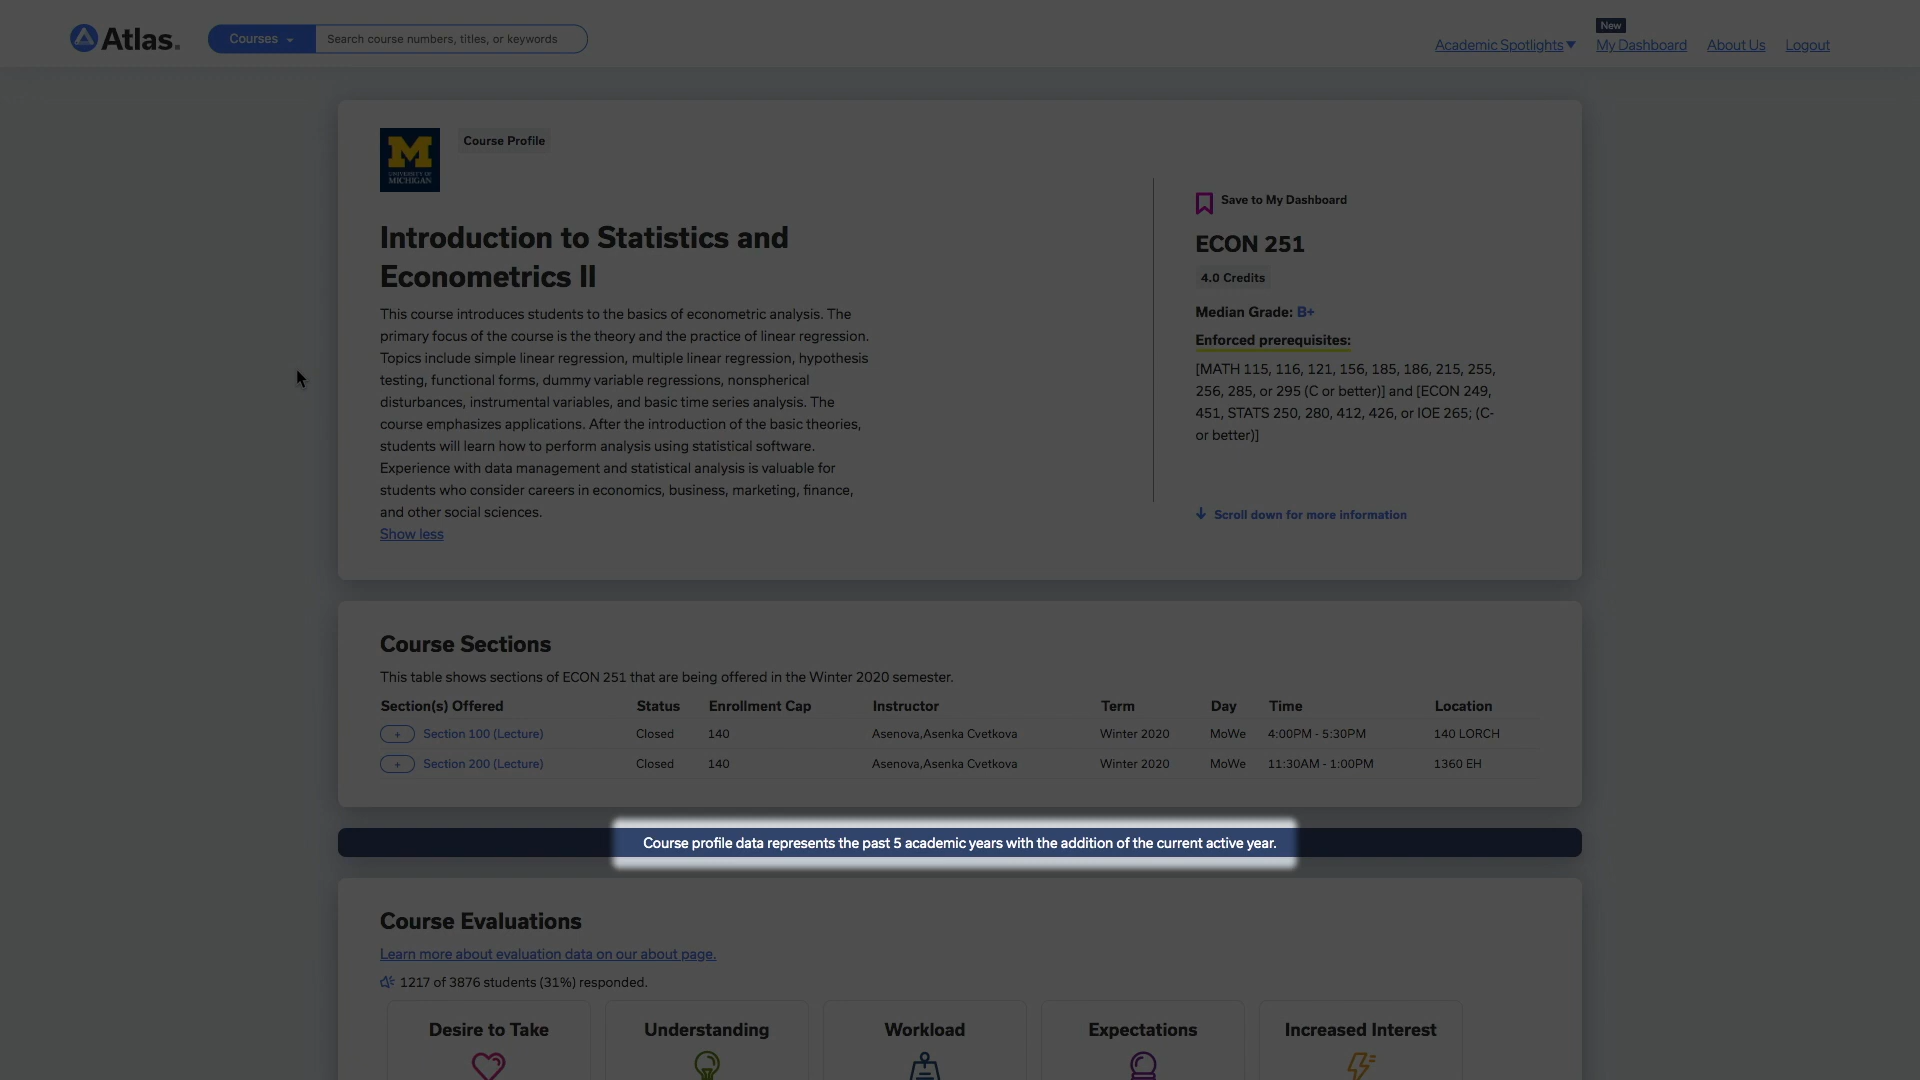 Atlas.
Courses
Search course numbers, titles, or keywords
New
Academic Spotlights
My Dashboard
About Us
Logout
M
UNIVERSITY OF
MICHIGAN
Course Profile
Introduction to Statistics and
Econometrics II
This course introduces students to the basics of econometric analysis. The
primary focus of the course is the theory and the practice of linear regression.
Topics include simple linear regression, multiple linear regression, hypothesis
testing, functional forms, dummy variable regressions, nonspherical
disturbances, instrumental variables, and basic time series analysis. The
course emphasizes applications. After the introduction of the basic theories,
students will learn how to perform analysis using statistical software.
Experience with data management and statistical analysis is valuable for
students who consider careers in economics, business, marketing, finance,
and other social sciences.
Show less
Save to My Dashboard
ECON 251
4.0 Credits
Median Grade: B+
Enforced prerequisites:
[MATH 115, 116, 121, 156, 185, 186, 215, 255,
256, 285, or 295 (C or better)] and [ECON 249,
451, STATS 250, 280, 412, 426, or IOE 265; (C-
or better)]
Scroll down for more information
Course Sections
This table shows sections of ECON 251 that are being offered in the Winter 2020 semester.
Section(s) Offered Status Enrollment Cap Instructor Term Day Time Location
+ Section 100 (Lecture) Closed 140 Asenova,Asenka Cvetkova Winter 2020 MoWe 4:00PM - 5:30PM 140 LORCH
+ Section 200 (Lecture) Closed 140 Asenova,Asenka Cvetkova Winter 2020 MoWe 11:30AM - 1:00PM 1360 EH
Course profile data represents the past 5 academic years with the addition of the current active year.
Course Evaluations
Learn more about evaluation data on our about page.
1217 of 3876 students (31%) responded.
Desire to Take Understanding Workload Expectations Increased Interest